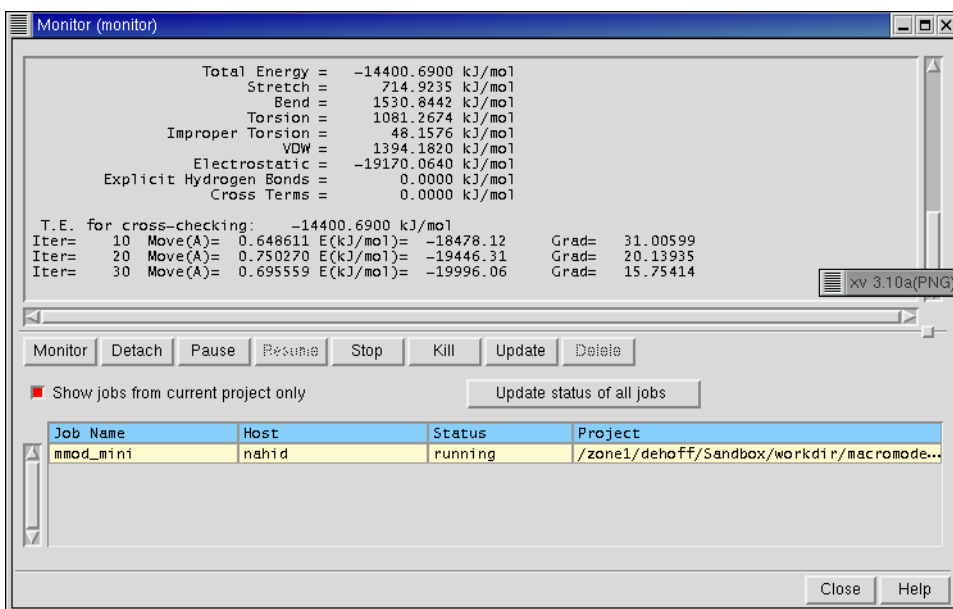 Monitor (monitor)
Total Energy = -14400.6900 kJ/mol
Stretch = 714.9235 kJ/mol
Bend = 1530.8442 kJ/mol
Torsion = 1081.2674 kJ/mol
Improper Torsion = 48.1576 kJ/mol
VDW = 1394.1820 kJ/mol
Electrostatic = -19170.0640 kJ/mol
Explicit Hydrogen Bonds = 0.0000 kJ/mol
Cross Terms = 0.0000 kJ/mol
T.E. for cross-checking: -14400.6900 kJ/mol
Iter= 10 Move(A)= 0.648611 E(kJ/mol)= -18478.12 Grad= 31.00599
Iter= 20 Move(A)= 0.750270 E(kJ/mol)= -19446.31 Grad= 20.13935
Iter= 30 Move(A)= 0.695559 E(kJ/mol)= -19996.06 Grad= 15.75414
xv 3.10a(PNG)
Monitor Detach Pause Resume Stop Kill Update Delete
Show jobs from current project only Update status of all jobs
Job Name Host Status Project
mmod_mini nahid running /zone1/dehoff/Sandbox/workdir/macromode...
Close Help